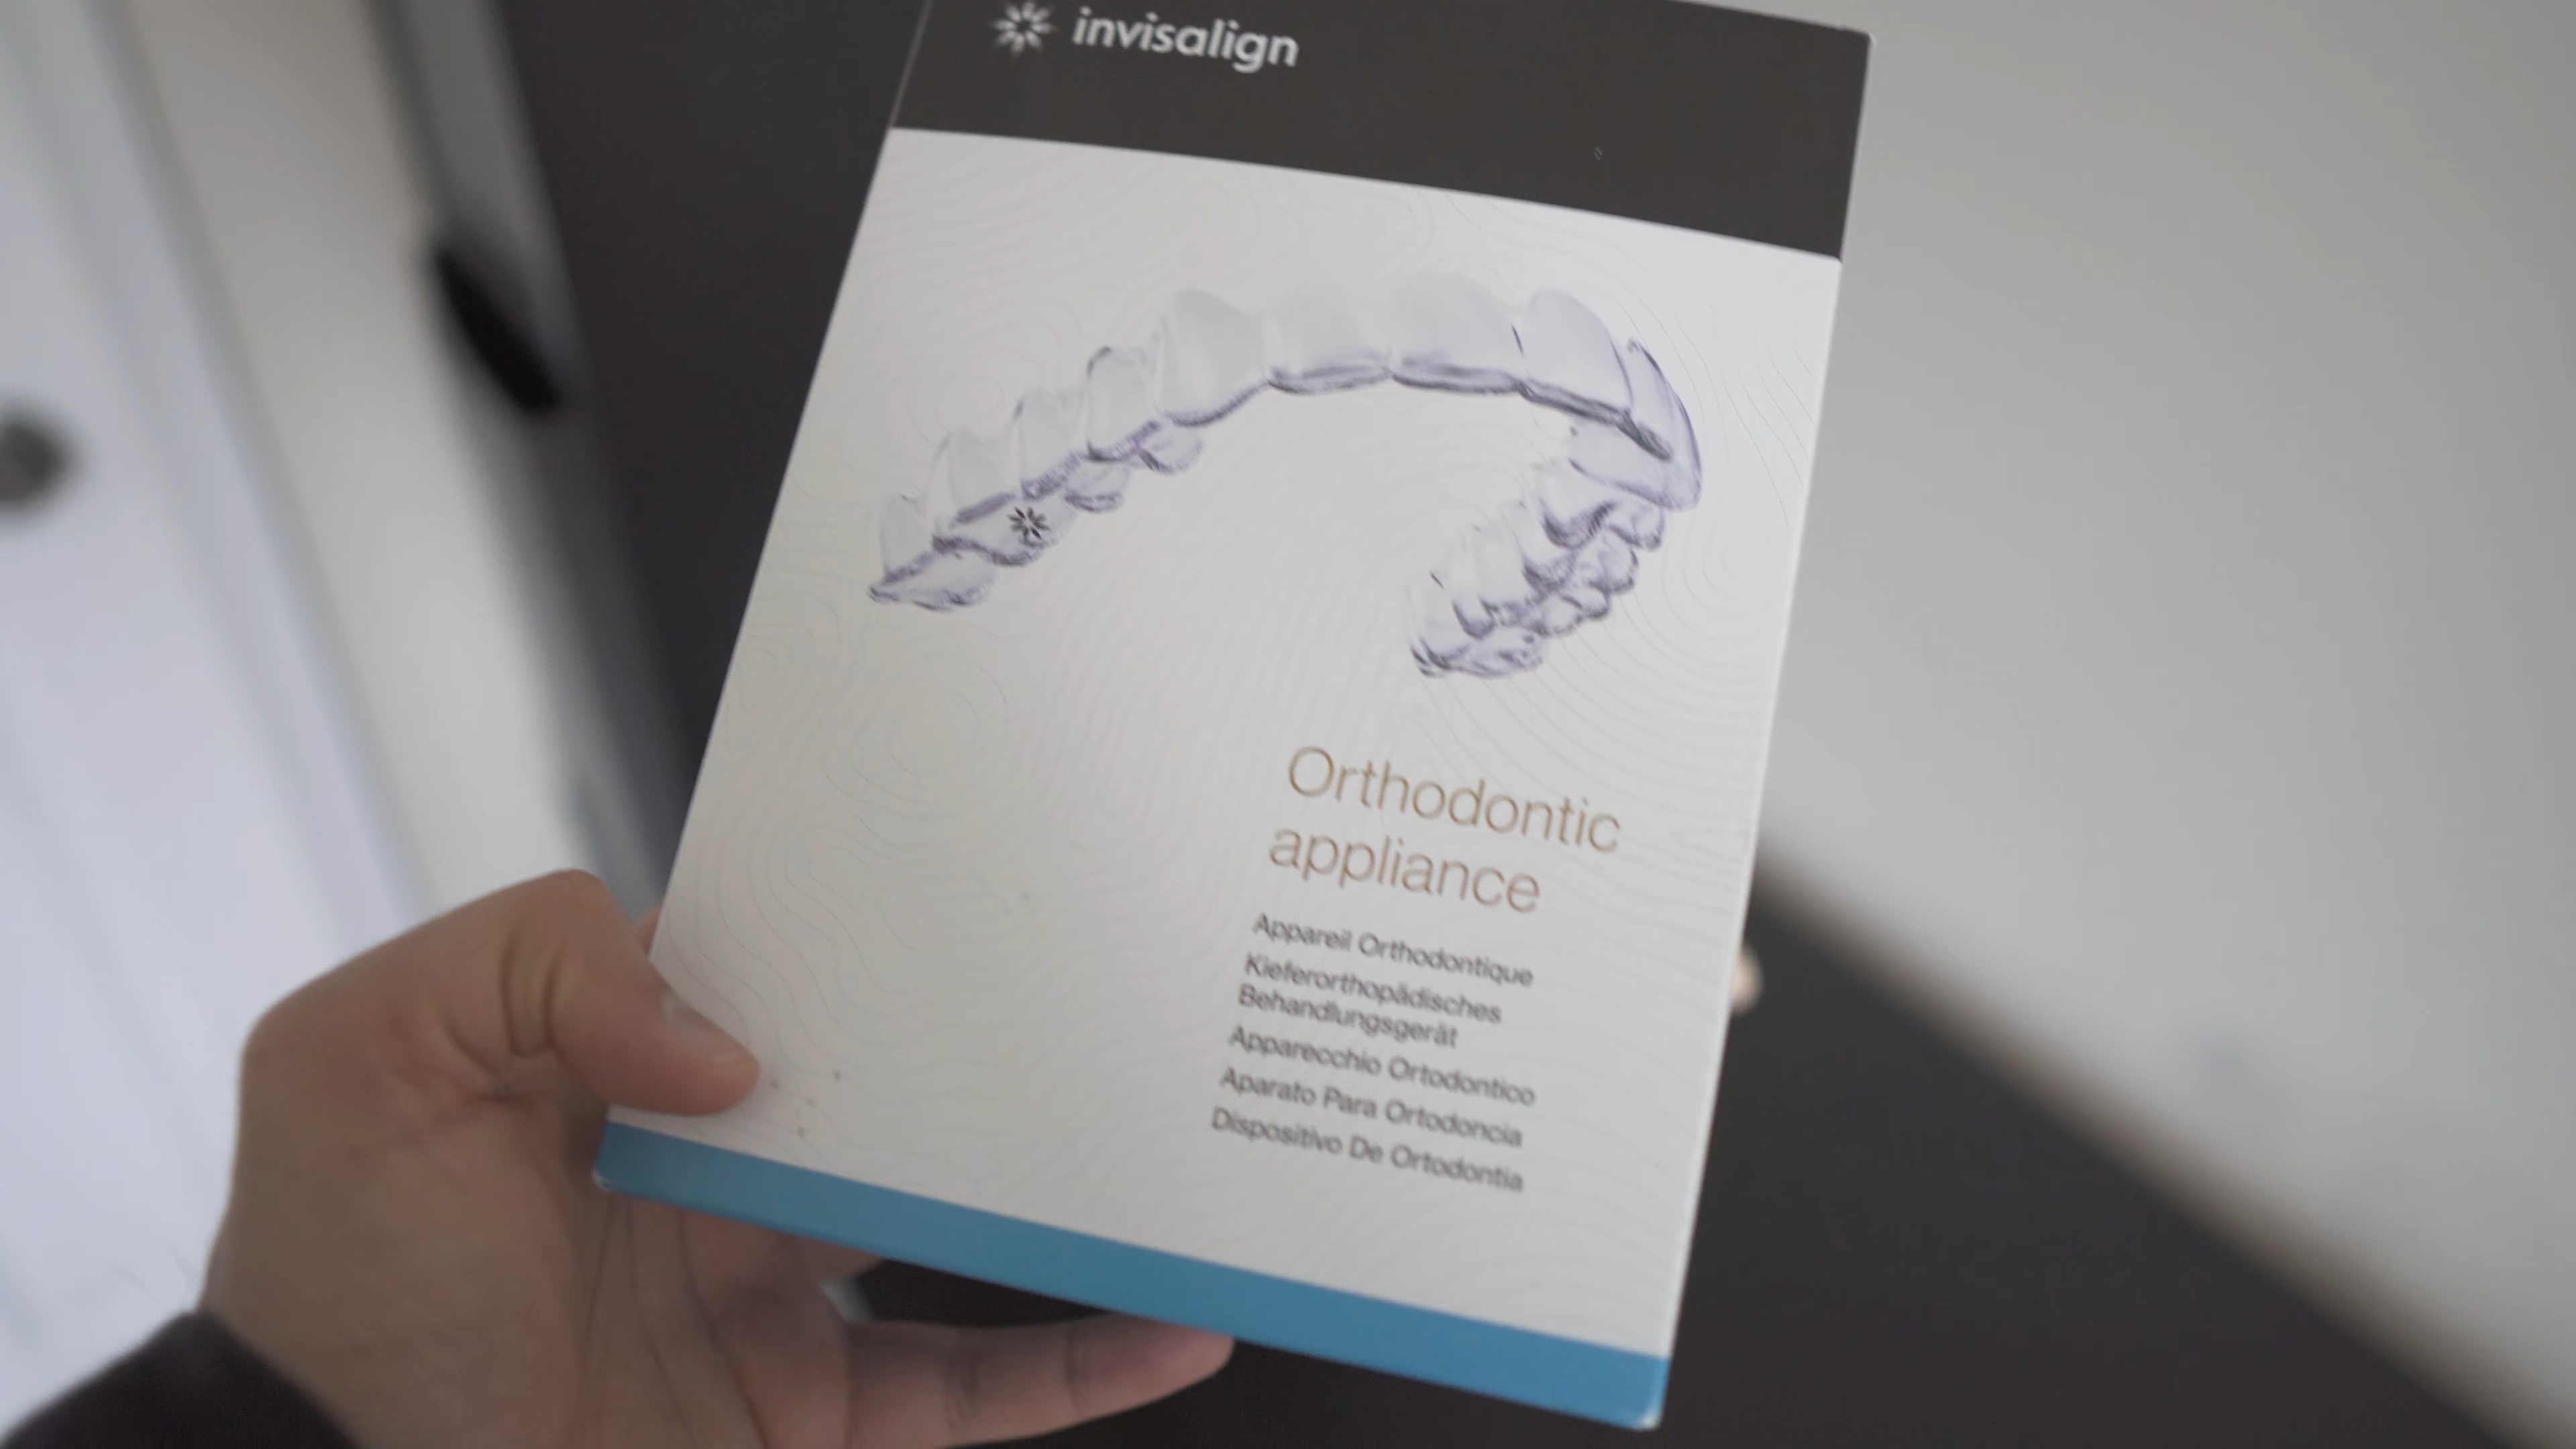 invisalign
Orthodontic
appliance
Appareil Orthodontique
Kieferorthopädisches
Behandlungsgerät
Apparecchio Ortodontico
Aparato Para Ortodoncia
Dispositivo De Ortodontia